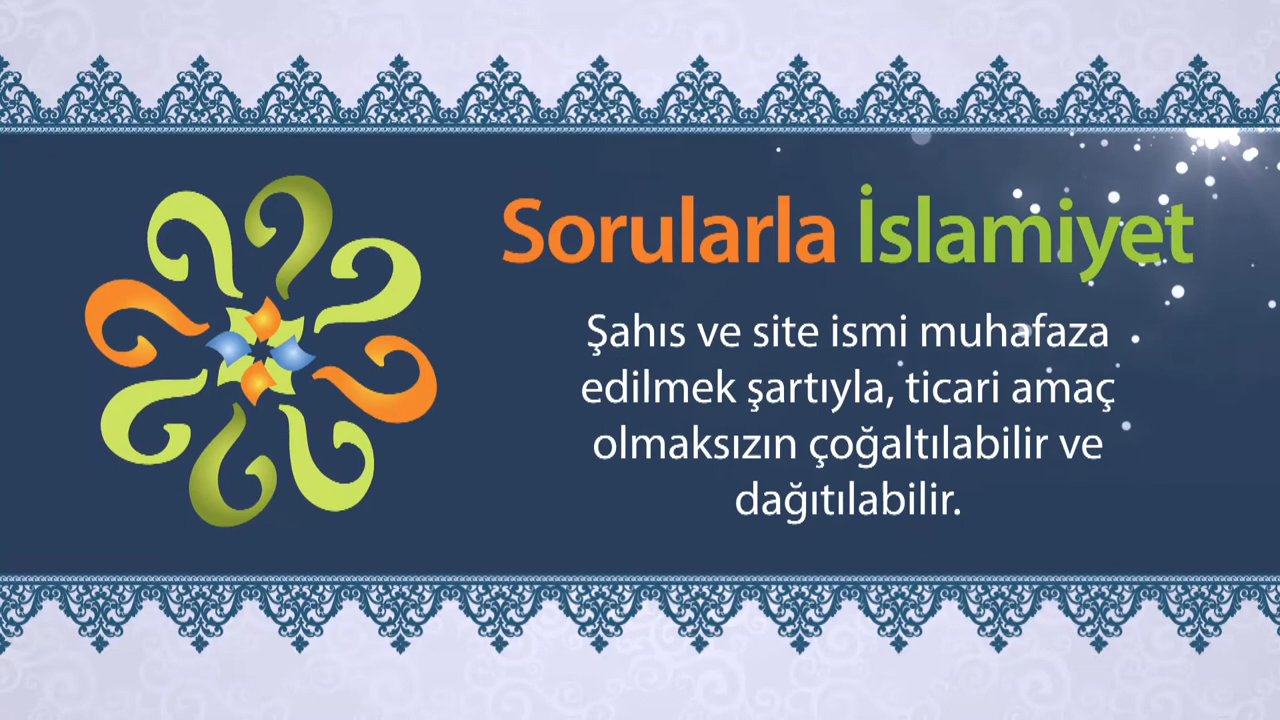 Sorularla İslamiyet
Şahıs ve site ismi muhafaza
edilmek şartıyla, ticari amaç
olmaksızın çoğaltılabilir ve
dağıtılabilir.